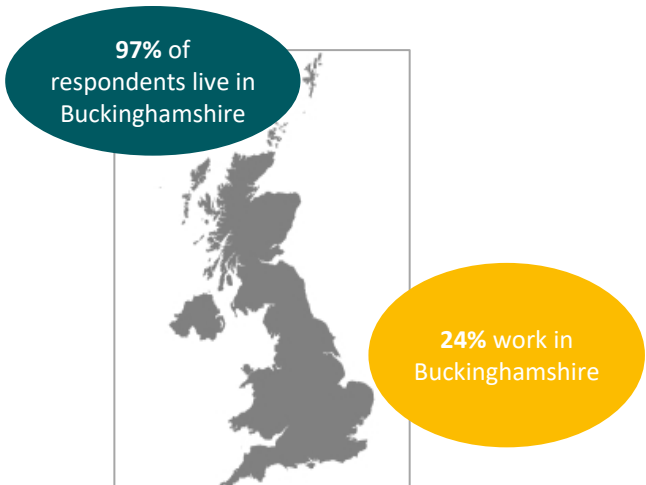 97% of
respondents live in
Buckinghamshire
24% work in
Buckinghamshire